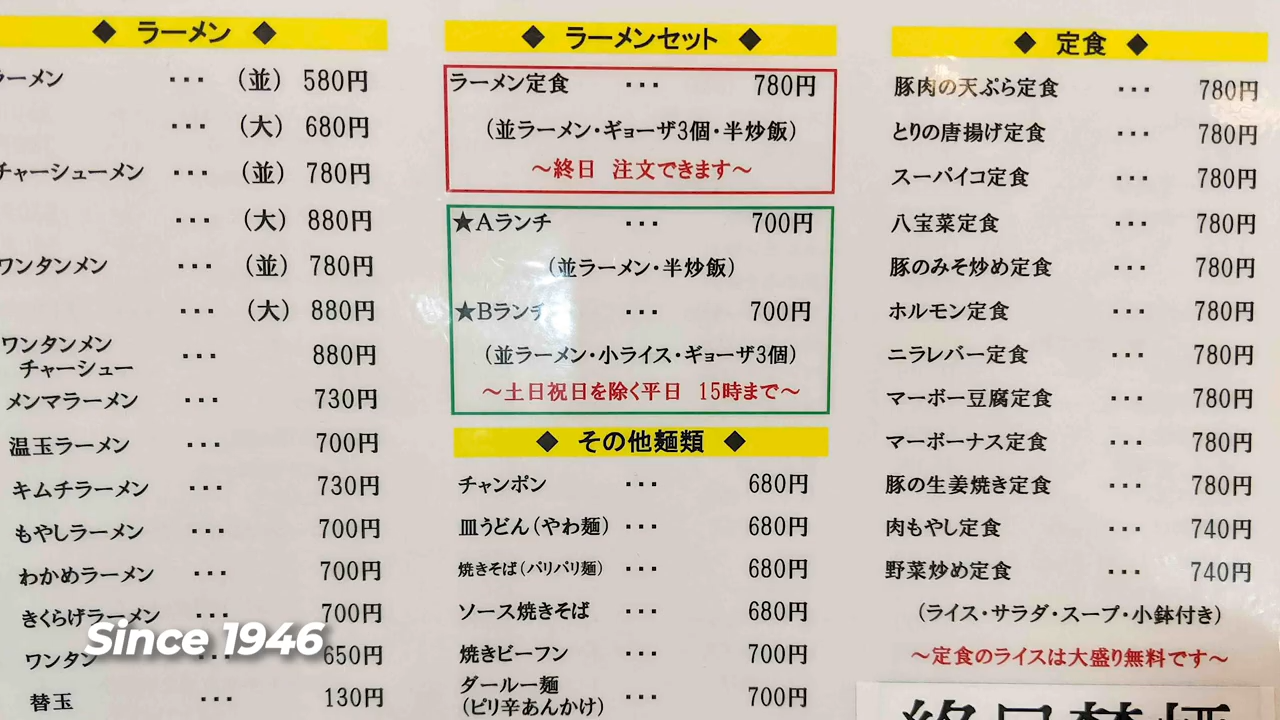 ◆ ラーメン ◆
ラーメン ・・・ (並) 580円
・・・ (大) 680円
チャーシューメン ・・・ (並) 780円
・・・ (大) 880円
ワンタンメン ・・・ (並) 780円
・・・ (大) 880円
ワンタンメン
チャーシュー ・・・ 880円
メンマラーメン ・・・ 730円
温玉ラーメン ・・・ 700円
キムチラーメン ・・・ 730円
もやしラーメン ・・・ 700円
わかめラーメン ・・・ 700円
きくらげラーメン ・・・ 700円
ワンタン ・・・ 650円
替玉 ・・・ 130円
◆ ラーメンセット ◆
ラーメン定食 ・・・ 780円
(並ラーメン・ギョーザ3個・半炒飯)
～終日 注文できます～
★Aランチ ・・・ 700円
(並ラーメン・半炒飯)
★Bランチ ・・・ 700円
(並ラーメン・小ライス・ギョーザ3個)
～土日祝日を除く平日 15時まで～
◆ その他麺類 ◆
チャンポン ・・・ 680円
皿うどん(やわ麺) ・・・ 680円
焼きそば(パリパリ麺) ・・・ 680円
ソース焼きそば ・・・ 680円
焼きビーフン ・・・ 700円
ダールー麺
(ピリ辛あんかけ) ・・・ 700円
◆ 定食 ◆
豚肉の天ぷら定食 ・・・ 780円
とりの唐揚げ定食 ・・・ 780円
スーパイコ定食 ・・・ 780円
八宝菜定食 ・・・ 780円
豚のみそ炒め定食 ・・・ 780円
ホルモン定食 ・・・ 780円
ニラレバー定食 ・・・ 780円
マーボー豆腐定食 ・・・ 780円
マーボーナス定食 ・・・ 780円
豚の生姜焼き定食 ・・・ 780円
肉もやし定食 ・・・ 740円
野菜炒め定食 ・・・ 740円
(ライス・サラダ・スープ・小鉢付き)
～定食のライスは大盛り無料です～
終日禁煙
Since 1946